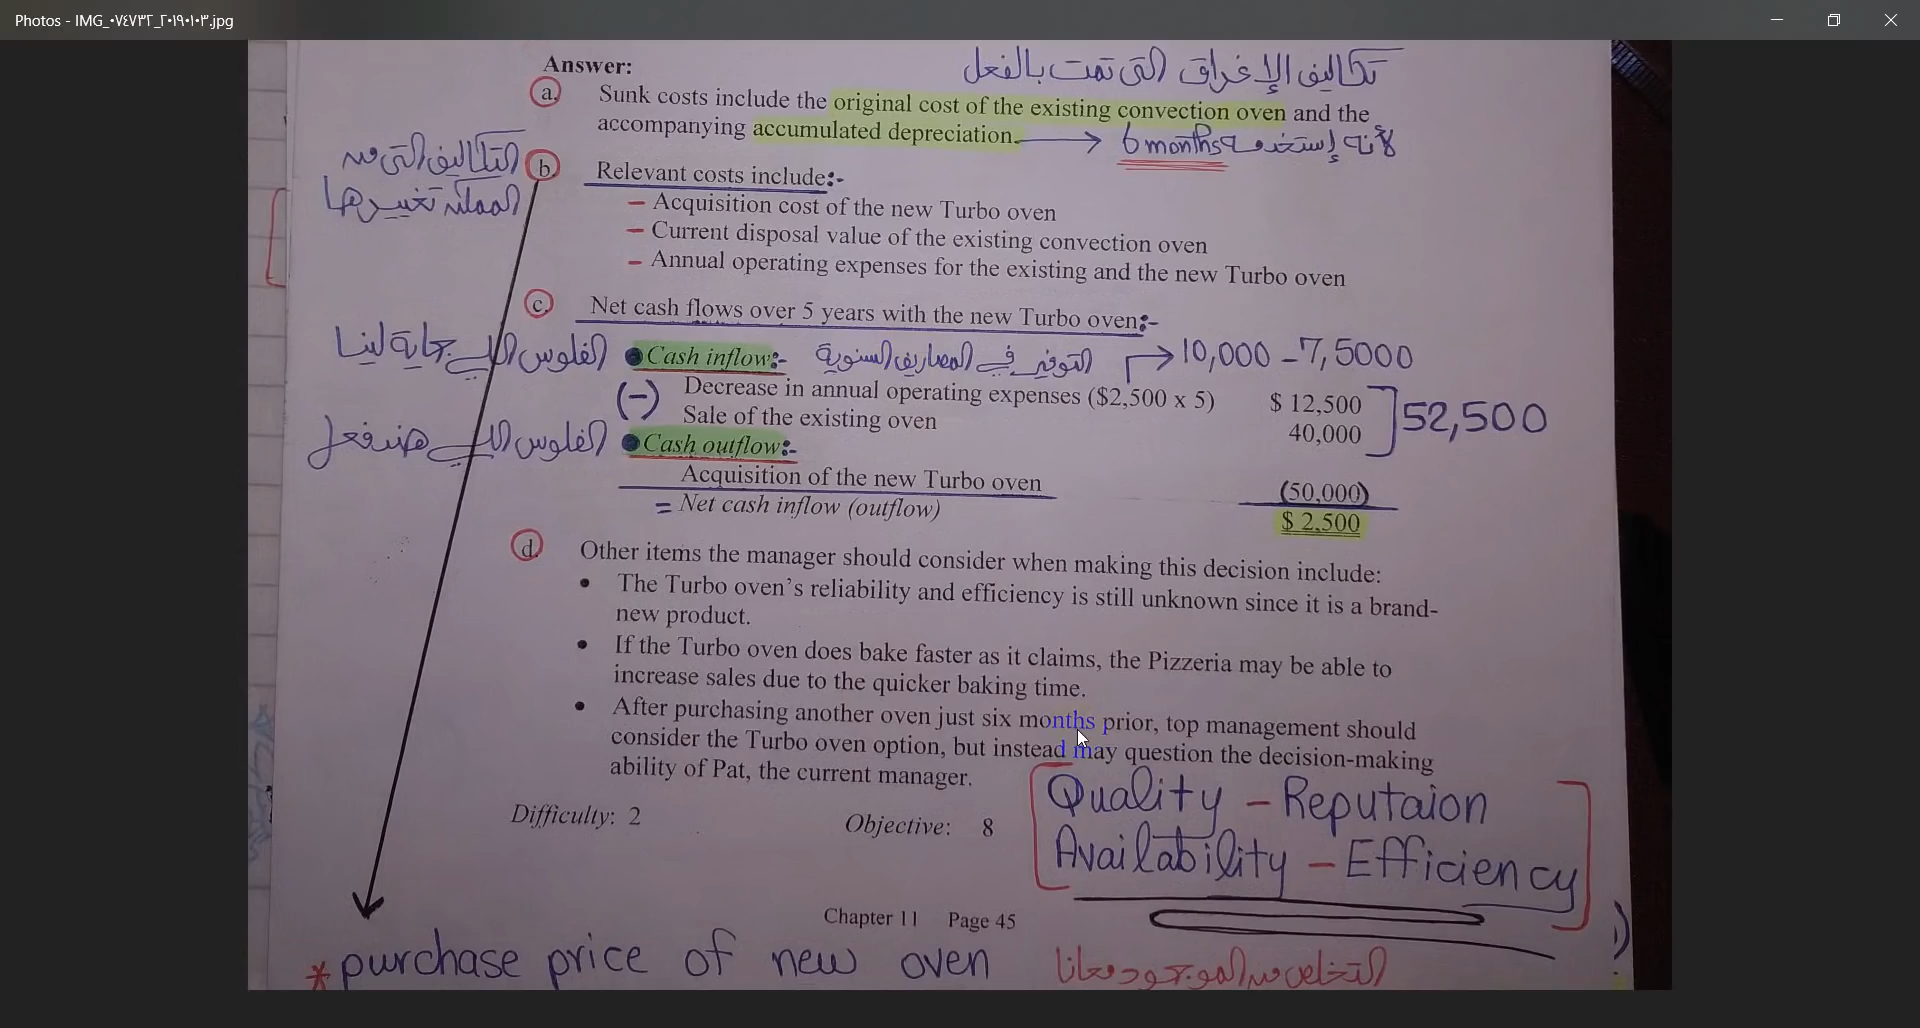 Photos - IMG_٢٠١٩٠١٠٣_٠٧٤٧٣٢.jpg
Answer:
تكاليف الإغراق التى تمت بالفعل
a. Sunk costs include the original cost of the existing convection oven and the
accompanying accumulated depreciation.
لأنه إستخدمه 6 months
b. Relevant costs include:-
التكاليف التى من
الممكن تغييرها
– Acquisition cost of the new Turbo oven
– Current disposal value of the existing convection oven
– Annual operating expenses for the existing and the new Turbo oven
c. Net cash flows over 5 years with the new Turbo oven:-
الفلوس اللى جاية لينا
Cash inflow:-
التوفير في المصاريف السنوية
10,000 – 7,5000
(–) Decrease in annual operating expenses ($2,500 x 5) $ 12,500
Sale of the existing oven 40,000
52,500
الفلوس اللى هندفعل
Cash outflow:-
Acquisition of the new Turbo oven (50,000)
= Net cash inflow (outflow) $ 2,500
d. Other items the manager should consider when making this decision include:
• The Turbo oven's reliability and efficiency is still unknown since it is a brand-
new product.
• If the Turbo oven does bake faster as it claims, the Pizzeria may be able to
increase sales due to the quicker baking time.
• After purchasing another oven just six months prior, top management should
consider the Turbo oven option, but instead may question the decision-making
ability of Pat, the current manager.
Quality – Reputaion
Availability – Efficiency
Difficulty: 2 Objective: 8
Chapter 11 Page 45
* purchase price of new oven
التخلص من الموجود معانا